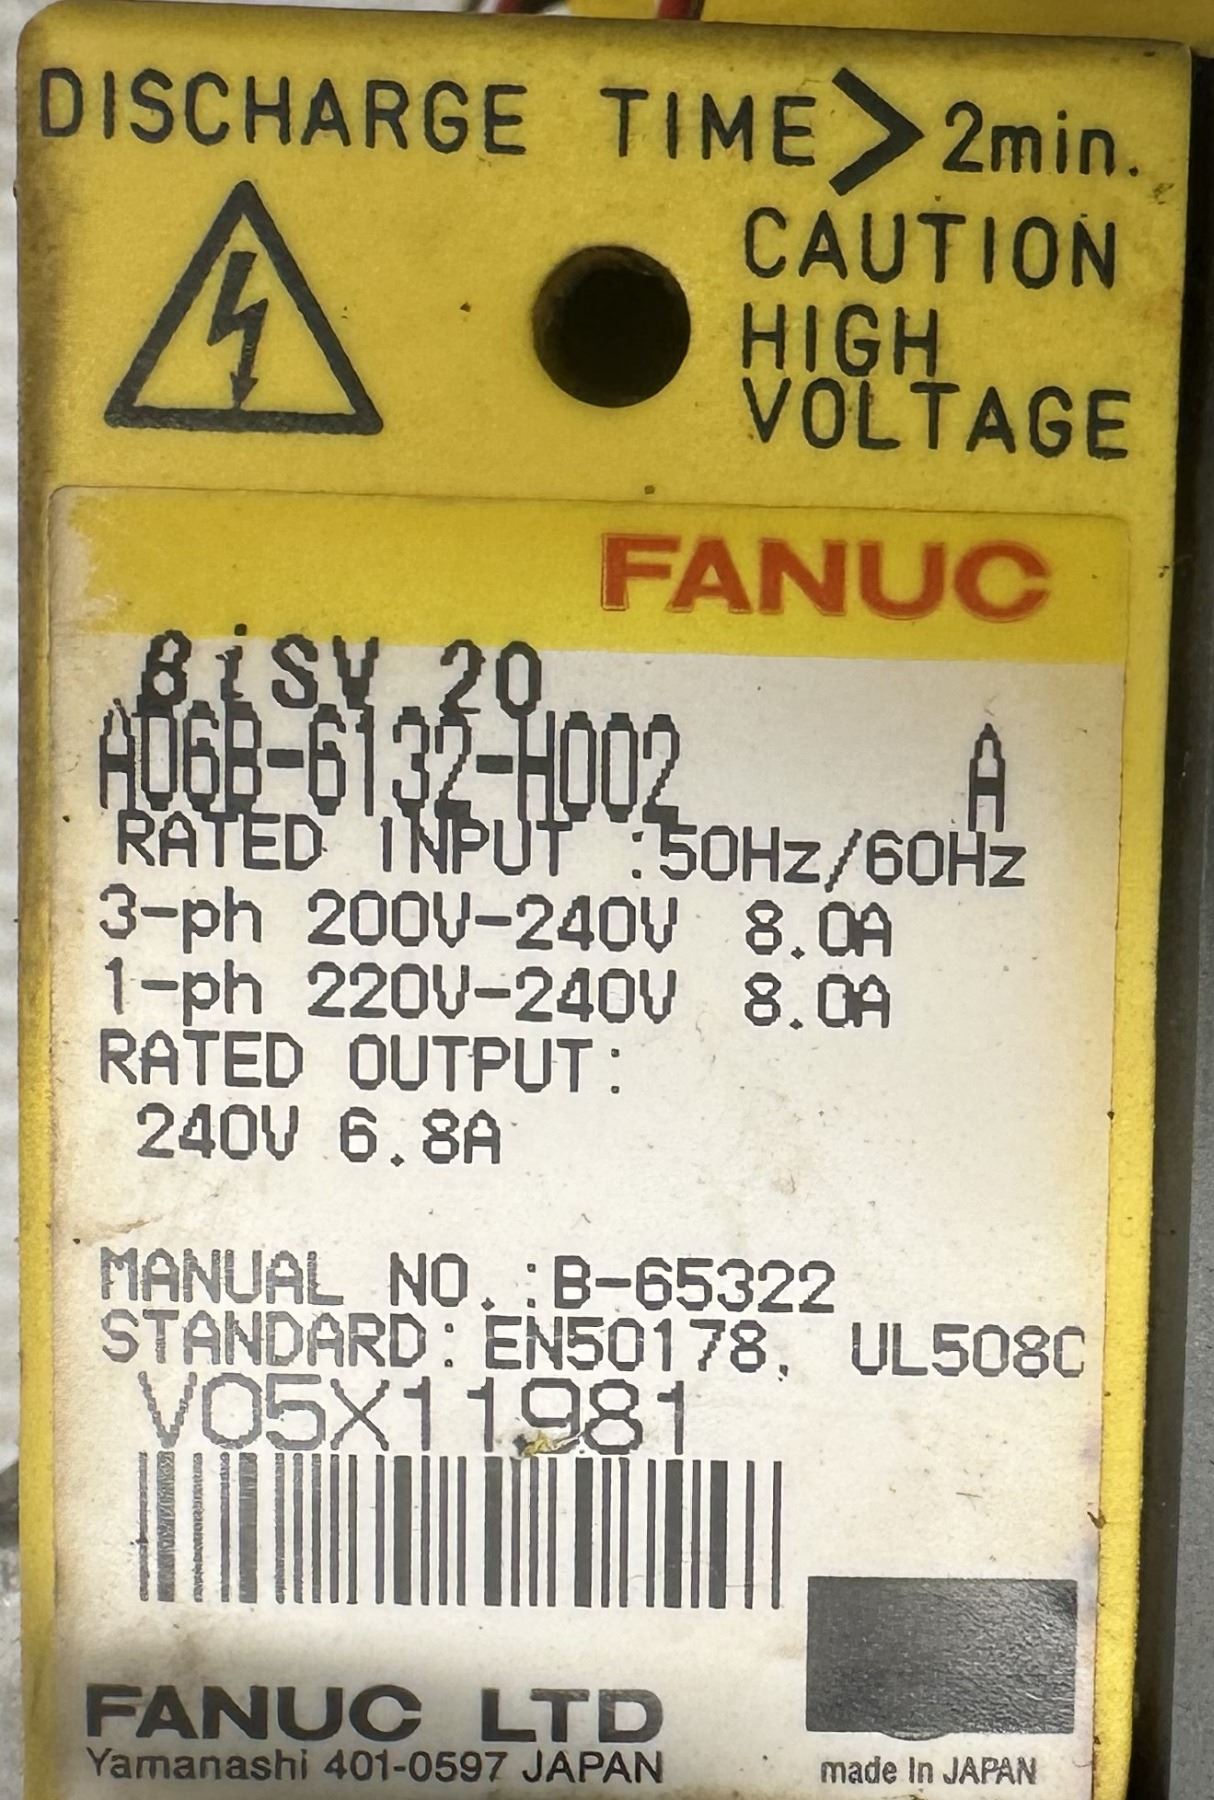 DISCHARGE TIME > 2min.
CAUTION
HIGH
VOLTAGE
FANUC
βiSV 20
A06B-6132-H002 A
RATED INPUT :50Hz/60Hz
3-ph 200V-240V 8.0A
1-ph 220V-240V 8.0A
RATED OUTPUT:
240V 6.8A
MANUAL NO.:B-65322
STANDARD:EN50178, UL508C
V05X11981
FANUC LTD
Yamanashi 401-0597 JAPAN
made in JAPAN